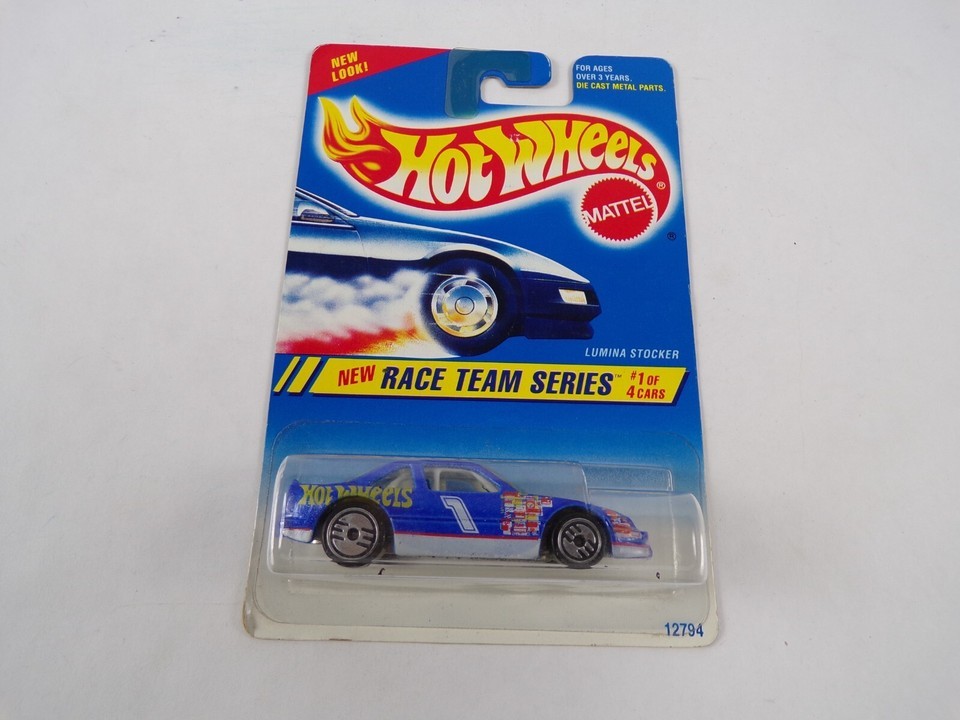 NEW
LOOK!
FOR AGES
OVER 3 YEARS.
DIE CAST METAL PARTS.
HOT WHEELS ®
MATTEL
®
LUMINA STOCKER
NEW RACE TEAM SERIES™ #1 OF
4 CARS
HOT WHEELS
1
12794